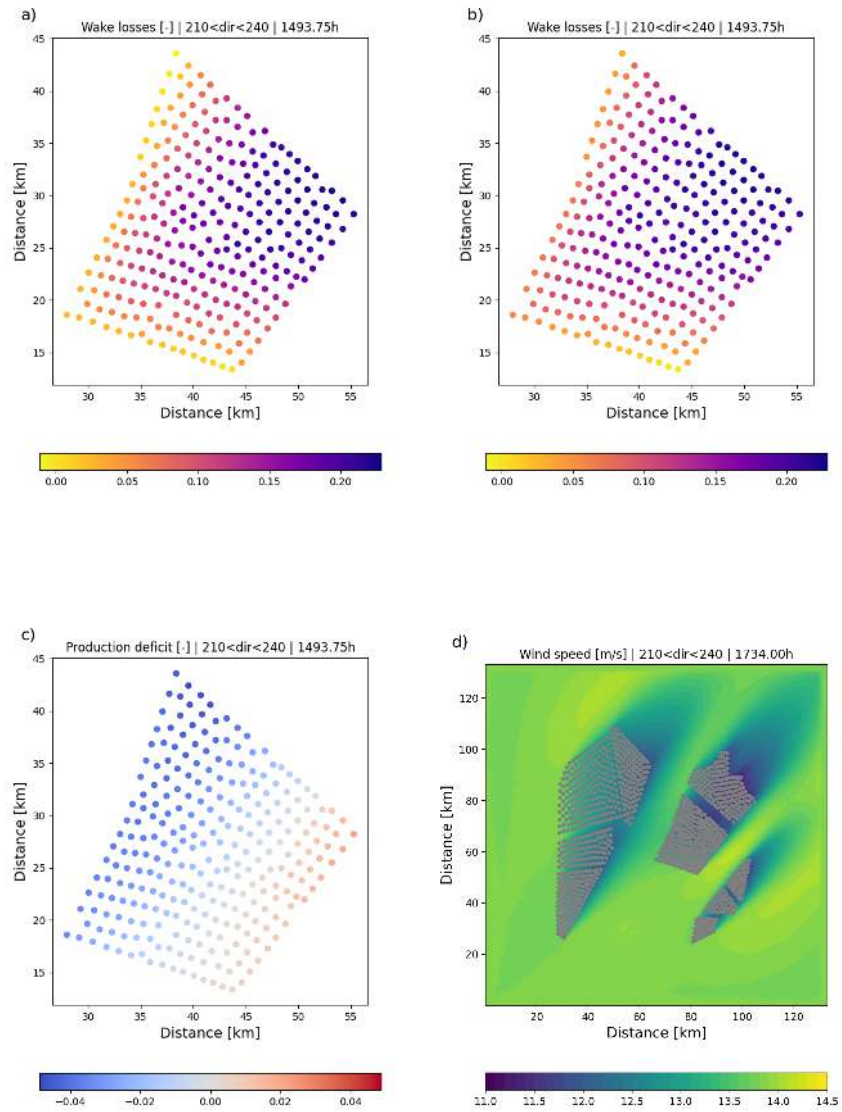 a)
Wake losses [-] | 210<dir<240 | 1493.75h
45
40
35
30
25
20
15
Distance [km]
30 35 40 45 50 55
Distance [km]
0.00 0.05 0.10 0.15 0.20
b)
Wake losses [-] | 210<dir<240 | 1493.75h
45
40
35
30
25
20
15
Distance [km]
30 35 40 45 50 55
Distance [km]
0.00 0.05 0.10 0.15 0.20
c)
Production deficit [-] | 210<dir<240 | 1493.75h
45
40
35
30
25
20
15
Distance [km]
30 35 40 45 50 55
Distance [km]
−0.04 −0.02 0.00 0.02 0.04
d)
Wind speed [m/s] | 210<dir<240 | 1734.00h
120
100
80
60
40
20
Distance [km]
20 40 60 80 100 120
Distance [km]
11.0 11.5 12.0 12.5 13.0 13.5 14.0 14.5